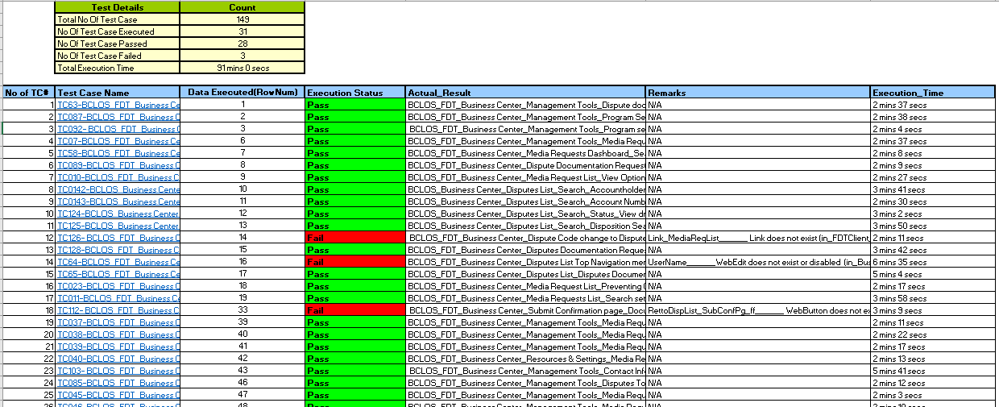 Test Details Count
Total No Of Test Case 149
No Of Test Case Executed 31
No Of Test Case Passed 28
No Of Test Case Failed 3
Total Execution Time 91mins 0 secs
No of TC# Test Case Name Data Executed(RowNum) Execution Status Actual_Result Remarks Execution_Time
1 TC63-BCLOS_FDT_Business Ce 1 Pass BCLOS_FDT_Business Center_Management Tools_Dispute doc N/A 2 mins 37 secs
2 TC087-BCLOS_FDT_Business C 2 Pass BCLOS_FDT_Business Center_Management Tools_Program Se N/A 2 mins 38 secs
3 TC092-BCLOS_FDT_Business C 3 Pass BCLOS_FDT_Business Center_Management Tools_Program se N/A 2 mins 4 secs
4 TC07-BCLOS_FDT_Business Ce 6 Pass BCLOS_FDT_Business Center_Management Tools_Media Requ N/A 2 mins 37 secs
5 TC58-BCLOS_FDT_Business Ce 7 Pass BCLOS_FDT_Business Center_Media Requests Dashboard_Se N/A 2 mins 8 secs
6 TC089-BCLOS_FDT_Business C 8 Pass BCLOS_FDT_Business Center_Dispute Documentation Request N/A 2 mins 9 secs
7 TC010-BCLOS_FDT_Business C 9 Pass BCLOS_FDT_Business Center_Media Request List_View Option N/A 2 mins 27 secs
8 TC0142-BCLOS_Business Cente 10 Pass BCLOS_Business Center_Disputes List_Search_Accountholder N/A 3 mins 41 secs
9 TC0143-BCLOS_Business Cente 11 Pass BCLOS_Business Center_Disputes List_Search_Account Numb N/A 2 mins 30 secs
10 TC124-BCLOS_Business Center 12 Pass BCLOS_Business Center_Disputes List_Search_Status_View dr N/A 3 mins 2 secs
11 TC125-BCLOS_Business Center 13 Pass BCLOS_Business Center_Disputes List_Search_Disposition Sea N/A 3 mins 50 secs
12 TC126-BCLOS_FDT_Business C 14 Fail BCLOS_FDT_Business Center_Dispute Code change to Dispute Link_MediaReqList______ Link does not exist (in_FDTClient_ 2 mins 11 secs
13 TC128-BCLOS_FDT_Business C 15 Pass BCLOS_FDT_Business Center_Disputes Documentation Reque N/A 3 mins 42 secs
14 TC64-BCLOS_FDT_Business Ce 16 Fail BCLOS_FDT_Business Center_Disputes List Top Navigation mer UserName______WebEdit does not exist or disabled (in_Bus 6 mins 35 secs
15 TC65-BCLOS_FDT_Business Ce 17 Pass BCLOS_FDT_Business Center_Disputes List_Disputes Documen N/A 5 mins 4 secs
16 TC023-BCLOS_FDT_Business C 18 Pass BCLOS_FDT_Business Center_Media Request List_Preventing N/A 2 mins 17 secs
17 TC011-BCLOS_FDT_Business Ce 19 Pass BCLOS_FDT_Business Center_Media Requests List_Search set N/A 3 mins 58 secs
18 TC112-BCLOS_FDT_Business C 33 Fail BCLOS_FDT_Business Center_Submit Confirmation page_Docu RettoDispList_SubConfPg_ff______ WebButton does not ex 3 mins 9 secs
19 TC037-BCLOS_FDT_Business C 39 Pass BCLOS_FDT_Business Center_Management Tools_Media Requ N/A 2 mins 11 secs
20 TC038-BCLOS_FDT_Business C 40 Pass BCLOS_FDT_Business Center_Management Tools_Media Requ N/A 2 mins 22 secs
21 TC039-BCLOS_FDT_Business C 41 Pass BCLOS_FDT_Business Center_Management Tools_Media Requ N/A 2 mins 17 secs
22 TC040-BCLOS_FDT_Business C 42 Pass BCLOS_FDT_Business Center_Resources & Settings_Media Re N/A 2 mins 13 secs
23 TC103-BCLOS_FDT_Business C 43 Pass BCLOS_FDT_Business Center_Management Tools_Contact Inf N/A 5 mins 41 secs
24 TC085-BCLOS_FDT_Business C 46 Pass BCLOS_FDT_Business Center_Management Tools_Disputes To N/A 2 mins 12 secs
25 TC045-BCLOS_FDT_Business C 47 Pass BCLOS_FDT_Business Center_Management Tools_Media Requ N/A 2 mins 3 secs